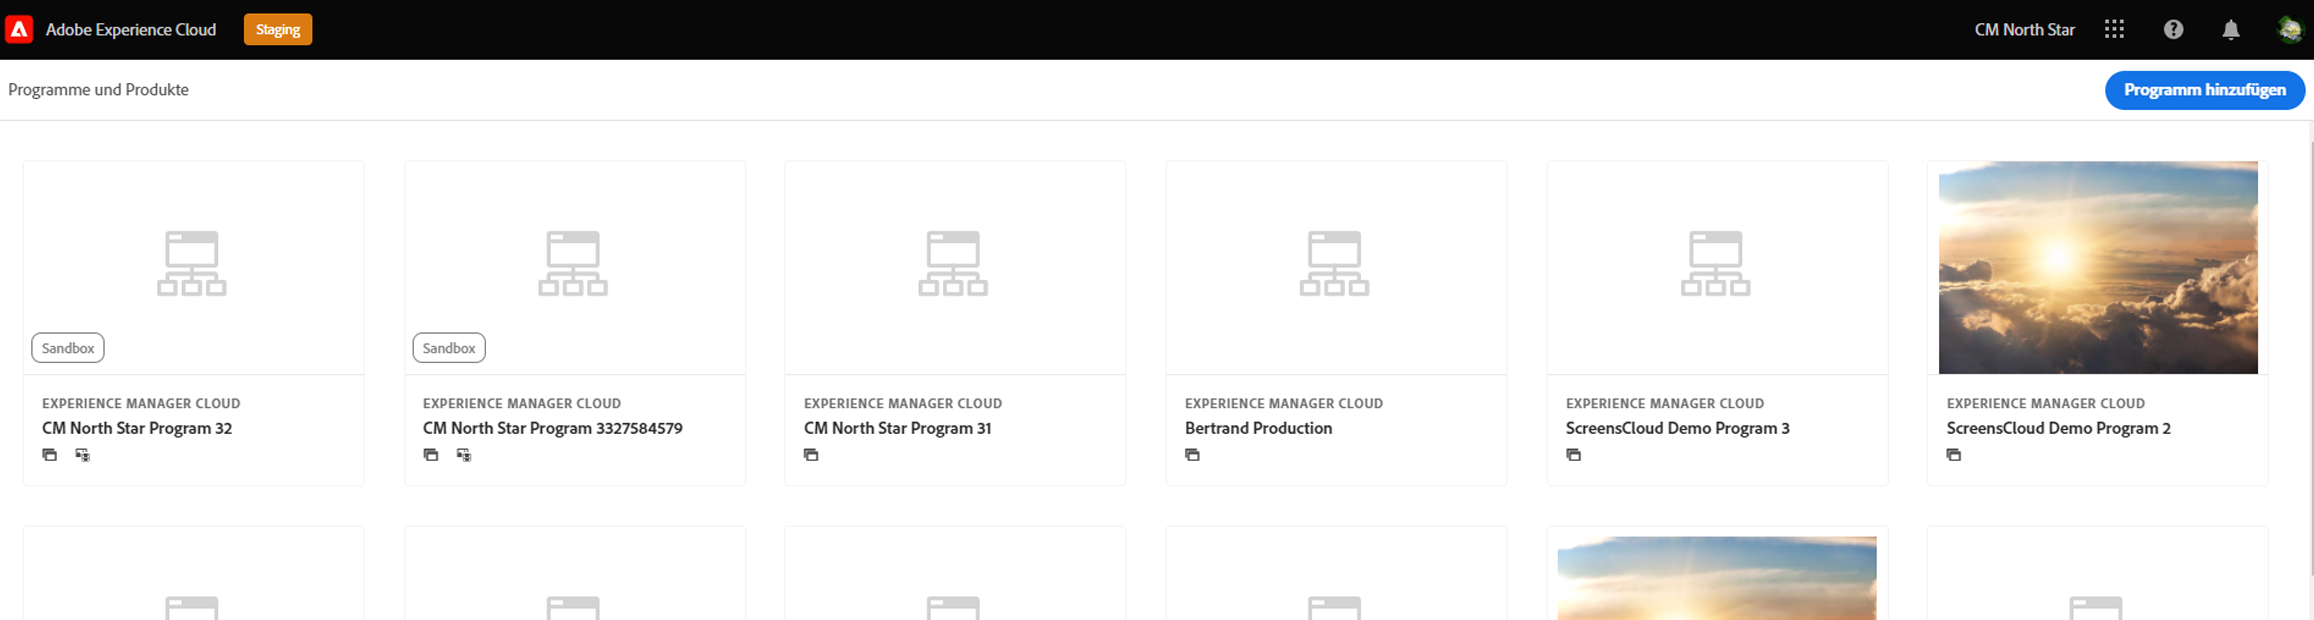 Adobe Experience Cloud
Staging
CM North Star
Programme und Produkte
Programm hinzufügen
Sandbox
Sandbox
EXPERIENCE MANAGER CLOUD
CM North Star Program 32
EXPERIENCE MANAGER CLOUD
CM North Star Program 3327584579
EXPERIENCE MANAGER CLOUD
CM North Star Program 31
EXPERIENCE MANAGER CLOUD
Bertrand Production
EXPERIENCE MANAGER CLOUD
ScreensCloud Demo Program 3
EXPERIENCE MANAGER CLOUD
ScreensCloud Demo Program 2